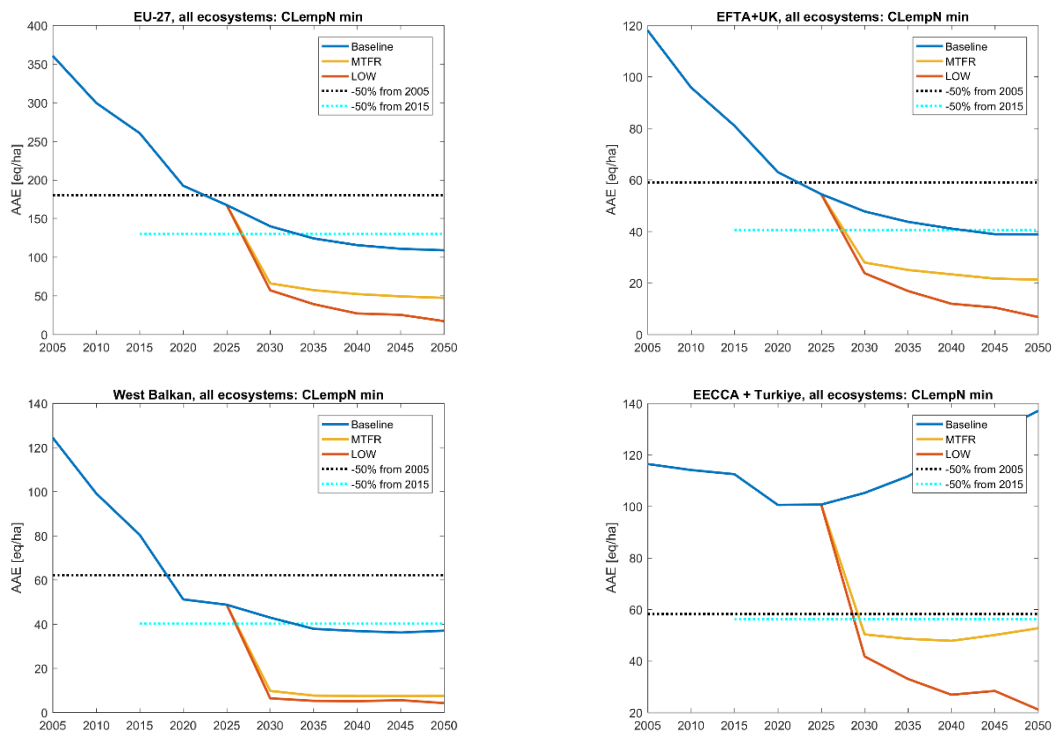 EU-27, all ecosystems: CLempN min
AAE [eq/ha]
400
350
300
250
200
150
100
50
0
2005 2010 2015 2020 2025 2030 2035 2040 2045 2050
Baseline
MTFR
LOW
-50% from 2005
-50% from 2015
EFTA+UK, all ecosystems: CLempN min
AAE [eq/ha]
120
100
80
60
40
20
0
2005 2010 2015 2020 2025 2030 2035 2040 2045 2050
Baseline
MTFR
LOW
-50% from 2005
-50% from 2015
West Balkan, all ecosystems: CLempN min
AAE [eq/ha]
140
120
100
80
60
40
20
0
2005 2010 2015 2020 2025 2030 2035 2040 2045 2050
Baseline
MTFR
LOW
-50% from 2005
-50% from 2015
EECCA + Turkiye, all ecosystems: CLempN min
AAE [eq/ha]
140
120
100
80
60
40
20
2005 2010 2015 2020 2025 2030 2035 2040 2045 2050
Baseline
MTFR
LOW
-50% from 2005
-50% from 2015